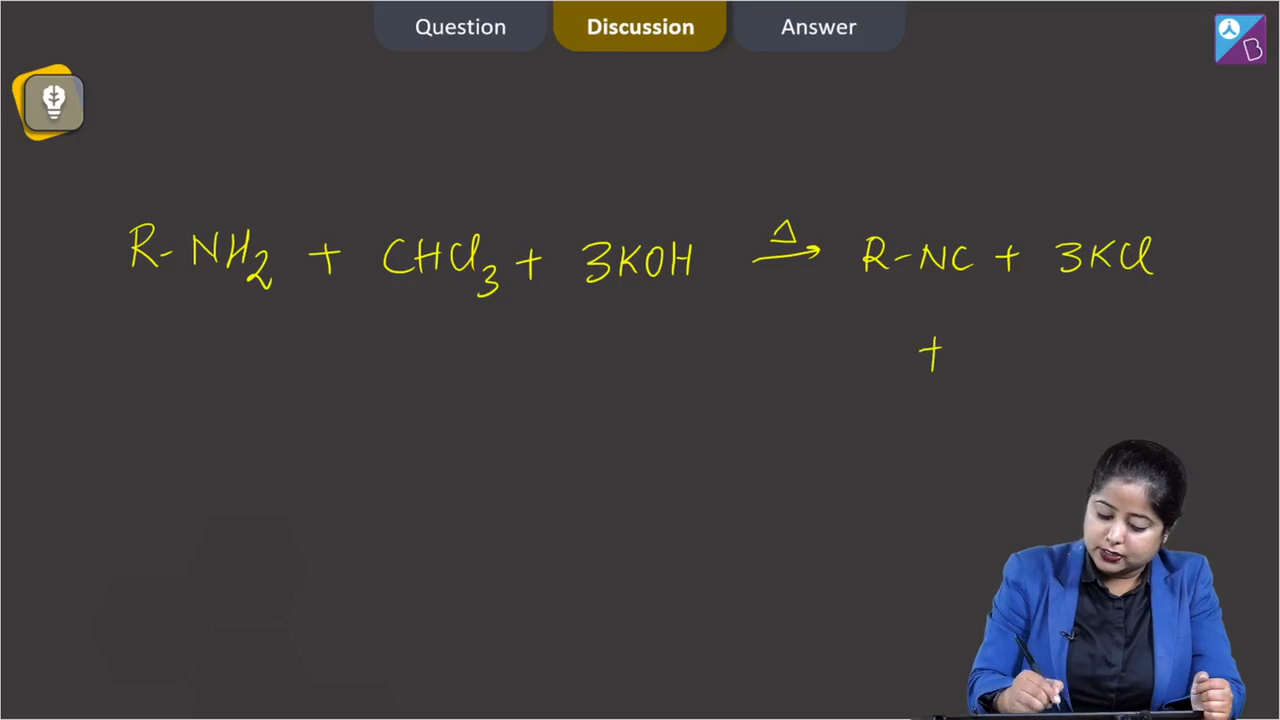 Question Discussion Answer
B
R-NH2 + CHCl3 + 3KOH Δ→ R-NC + 3KCl
+